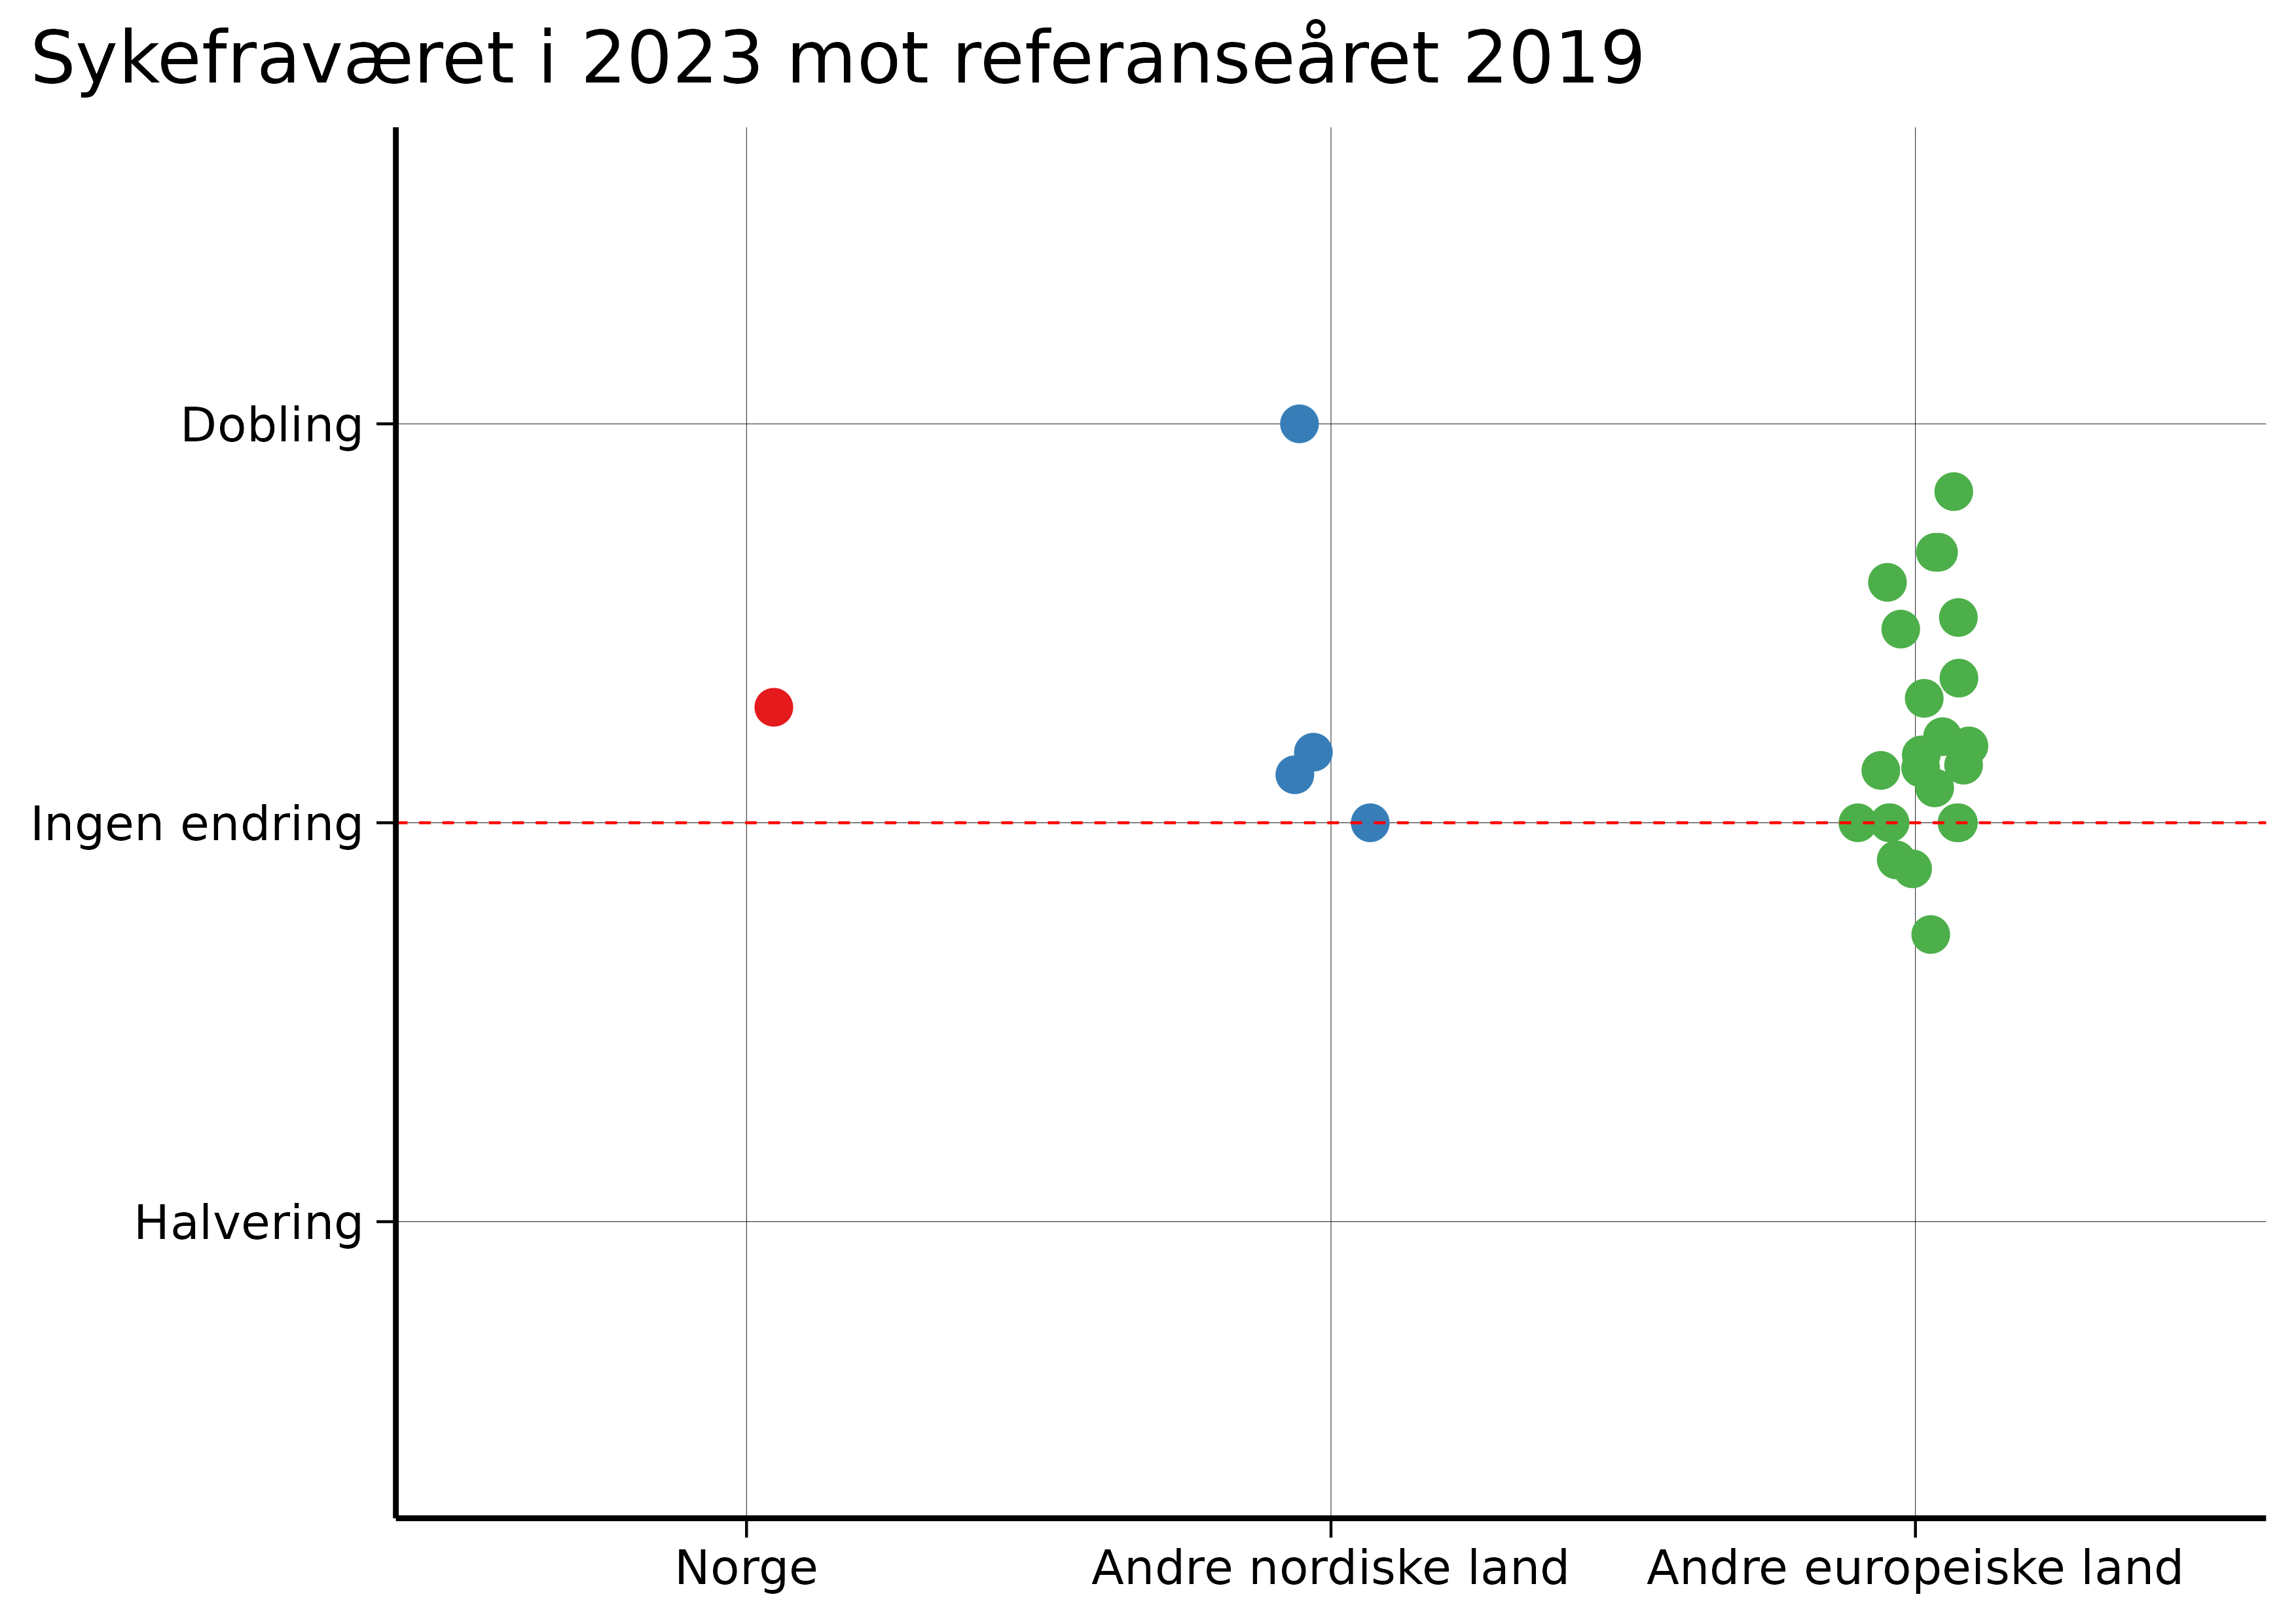 Sykefraværet i 2023 mot referanseåret 2019
Dobling
Ingen endring
Halvering
Norge
Andre nordiske land
Andre europeiske land